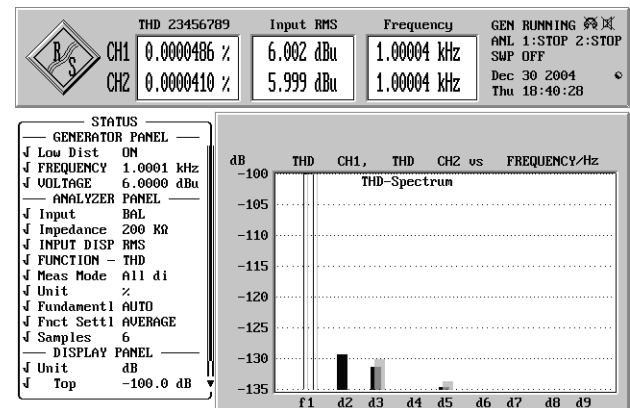 THD 23456789 Input RMS Frequency
R S CH1 0.0000486 % 6.002 dBu 1.00004 kHz
CH2 0.0000410 % 5.999 dBu 1.00004 kHz
GEN RUNNING
ANL 1:STOP 2:STOP
SWP OFF
Dec 30 2004
Thu 18:40:28
STATUS
GENERATOR PANEL
√ Low Dist ON
√ FREQUENCY 1.0001 kHz
√ VOLTAGE 6.0000 dBu
ANALYZER PANEL
√ Input BAL
√ Impedance 200 KΩ
√ INPUT DISP RMS
√ FUNCTION - THD
√ Meas Mode All di
√ Unit %
√ Fundamentl AUTO
√ Fnct Settl AVERAGE
√ Samples 6
DISPLAY PANEL
√ Unit dB
√ Top -100.0 dB
dB THD CH1, THD CH2 vs FREQUENCY/Hz
THD-Spectrum
-100
-105
-110
-115
-120
-125
-130
-135
f1 d2 d3 d4 d5 d6 d7 d8 d9